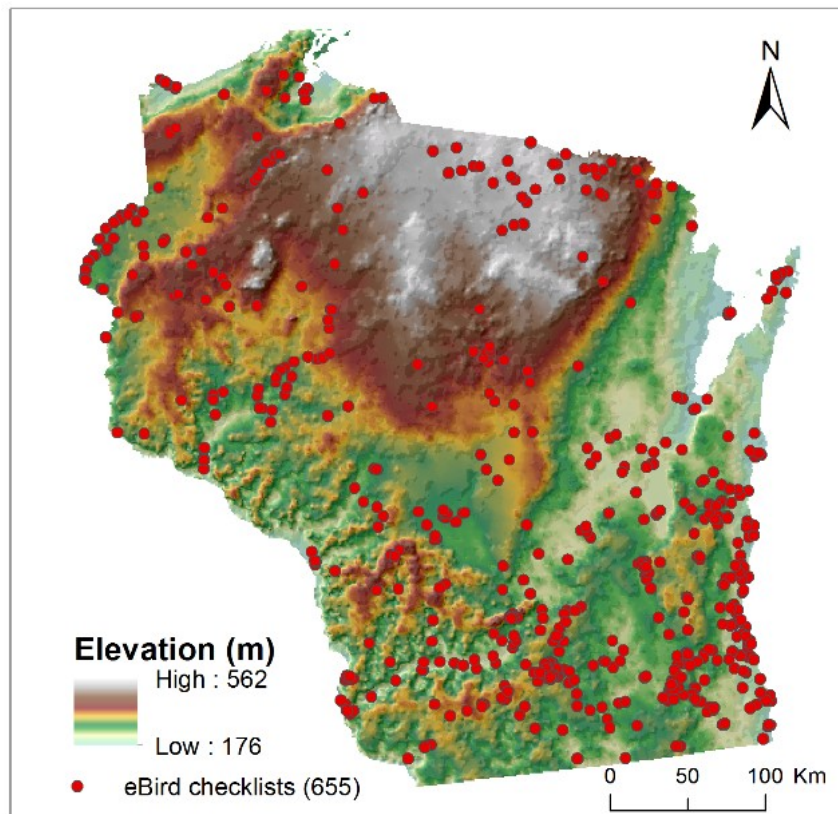 N
Elevation (m)
High : 562
Low : 176
eBird checklists (655)
0 50 100 Km